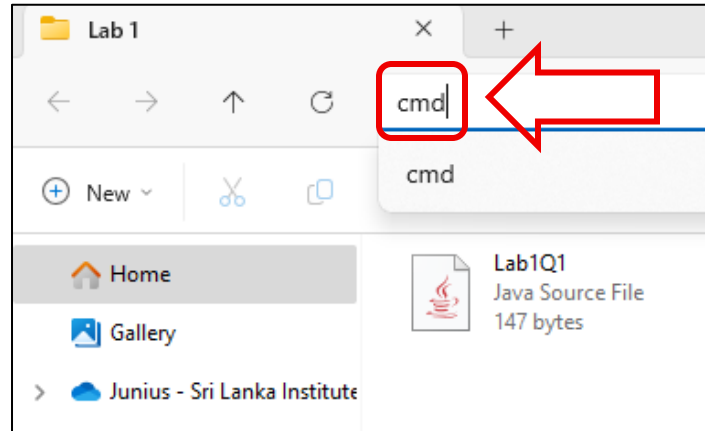 Lab 1
cmd
cmd
New
Home
Lab1Q1
Java Source File
147 bytes
Gallery
Junius - Sri Lanka Institute